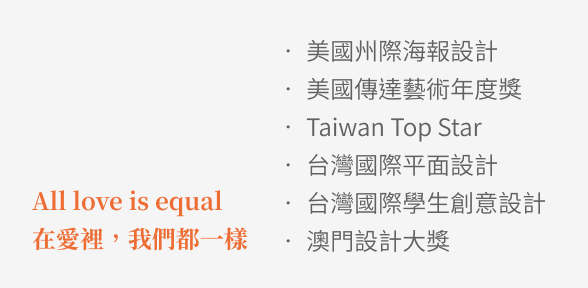 All love is equal
在愛裡，我們都一樣
· 美國州際海報設計
· 美國傳達藝術年度獎
· Taiwan Top Star
· 台灣國際平面設計
· 台灣國際學生創意設計
· 澳門設計大獎